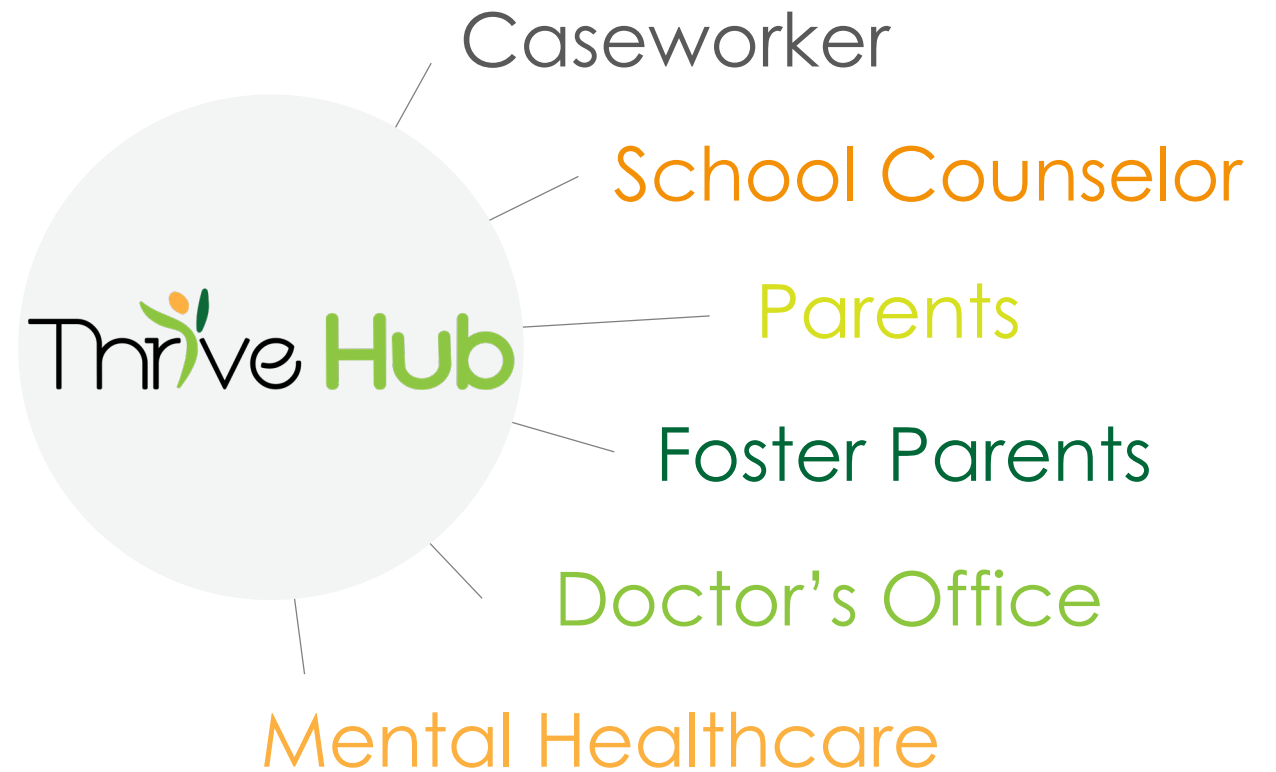 Caseworker
School Counselor
Parents
Thrive Hub
Foster Parents
Doctor’s Office
Mental Healthcare